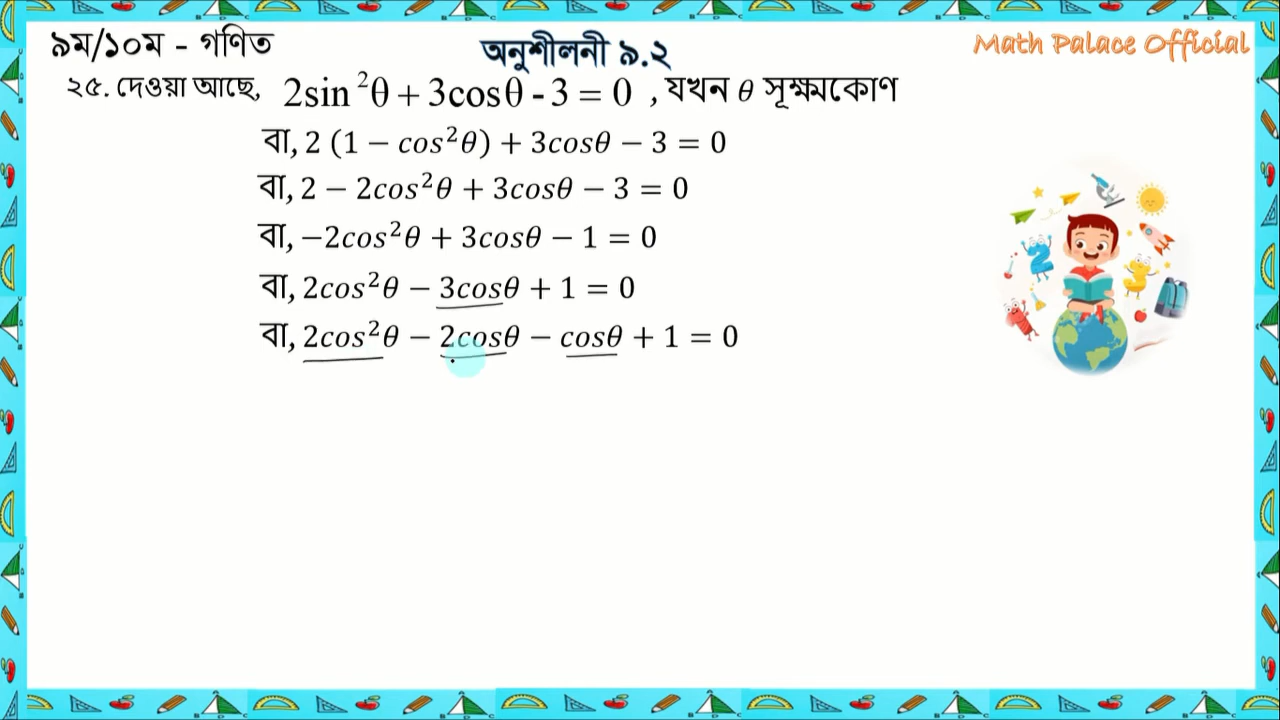 ৯ম/১০ম - গণিত
অনুশীলনী ৯.২
Math Palace Official
২৫. দেওয়া আছে, 2sin²θ + 3cosθ - 3 = 0 , যখন θ সূক্ষ্মকোণ
বা, 2 (1 − cos²θ) + 3cosθ − 3 = 0
বা, 2 − 2cos²θ + 3cosθ − 3 = 0
বা, −2cos²θ + 3cosθ − 1 = 0
বা, 2cos²θ − 3cosθ + 1 = 0
বা, 2cos²θ − 2cosθ − cosθ + 1 = 0